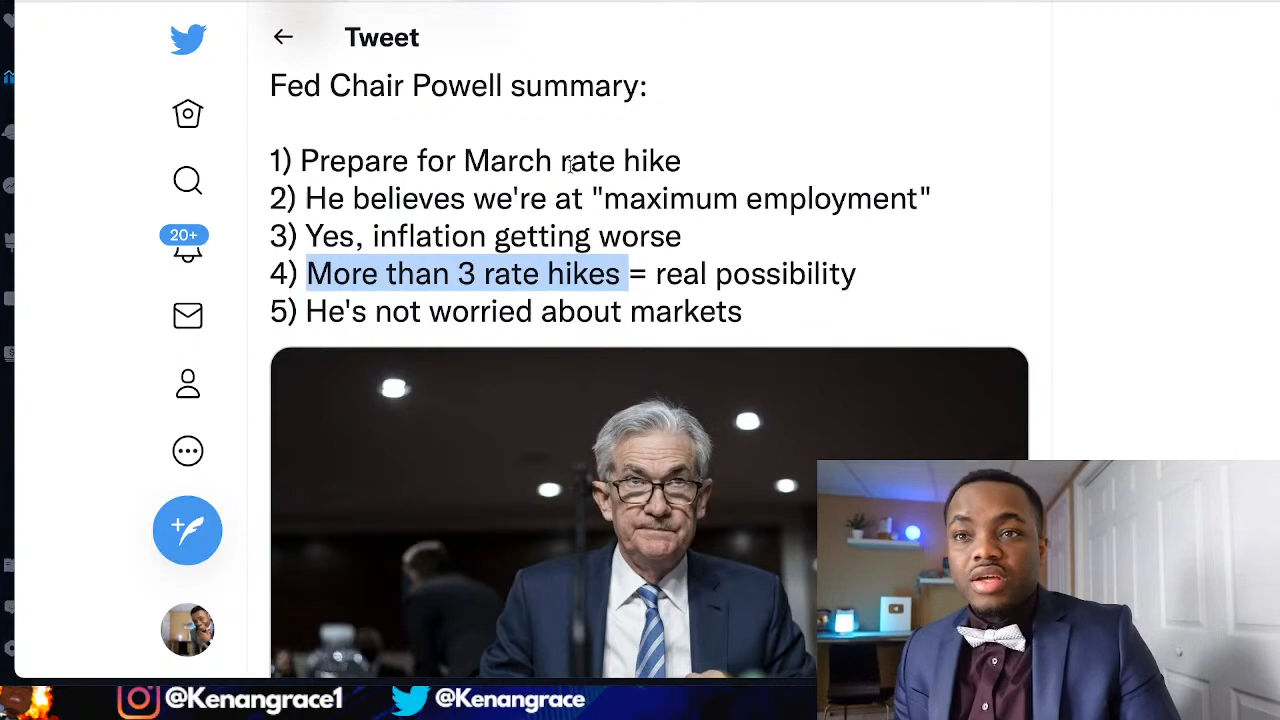 Tweet
Fed Chair Powell summary:
1) Prepare for March rate hike
2) He believes we're at "maximum employment"
20+
3) Yes, inflation getting worse
4) More than 3 rate hikes = real possibility
5) He's not worried about markets
@Kenangrace1 @Kenangrace